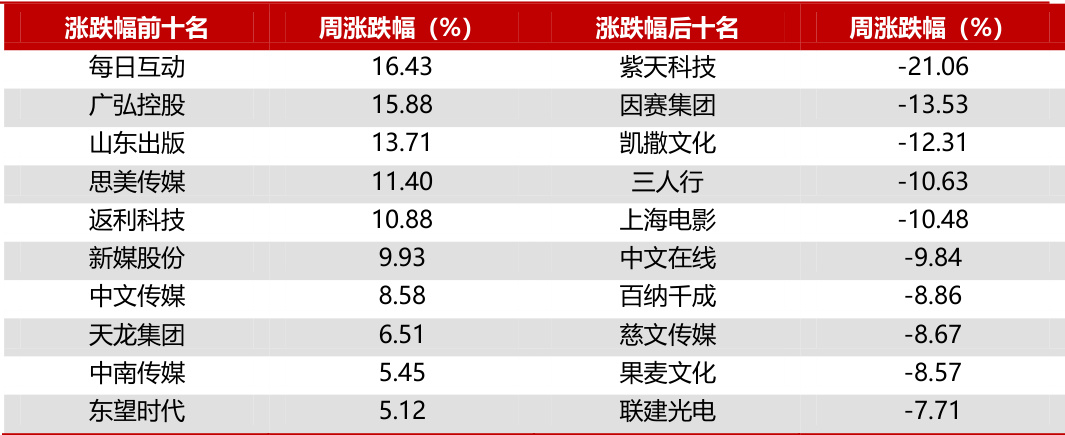 涨跌幅前十名 周涨跌幅（%） 涨跌幅后十名 周涨跌幅（%）
每日互动 16.43 紫天科技 -21.06
广弘控股 15.88 因赛集团 -13.53
山东出版 13.71 凯撒文化 -12.31
思美传媒 11.40 三人行 -10.63
返利科技 10.88 上海电影 -10.48
新媒股份 9.93 中文在线 -9.84
中文传媒 8.58 百纳千成 -8.86
天龙集团 6.51 慈文传媒 -8.67
中南传媒 5.45 果麦文化 -8.57
东望时代 5.12 联建光电 -7.71